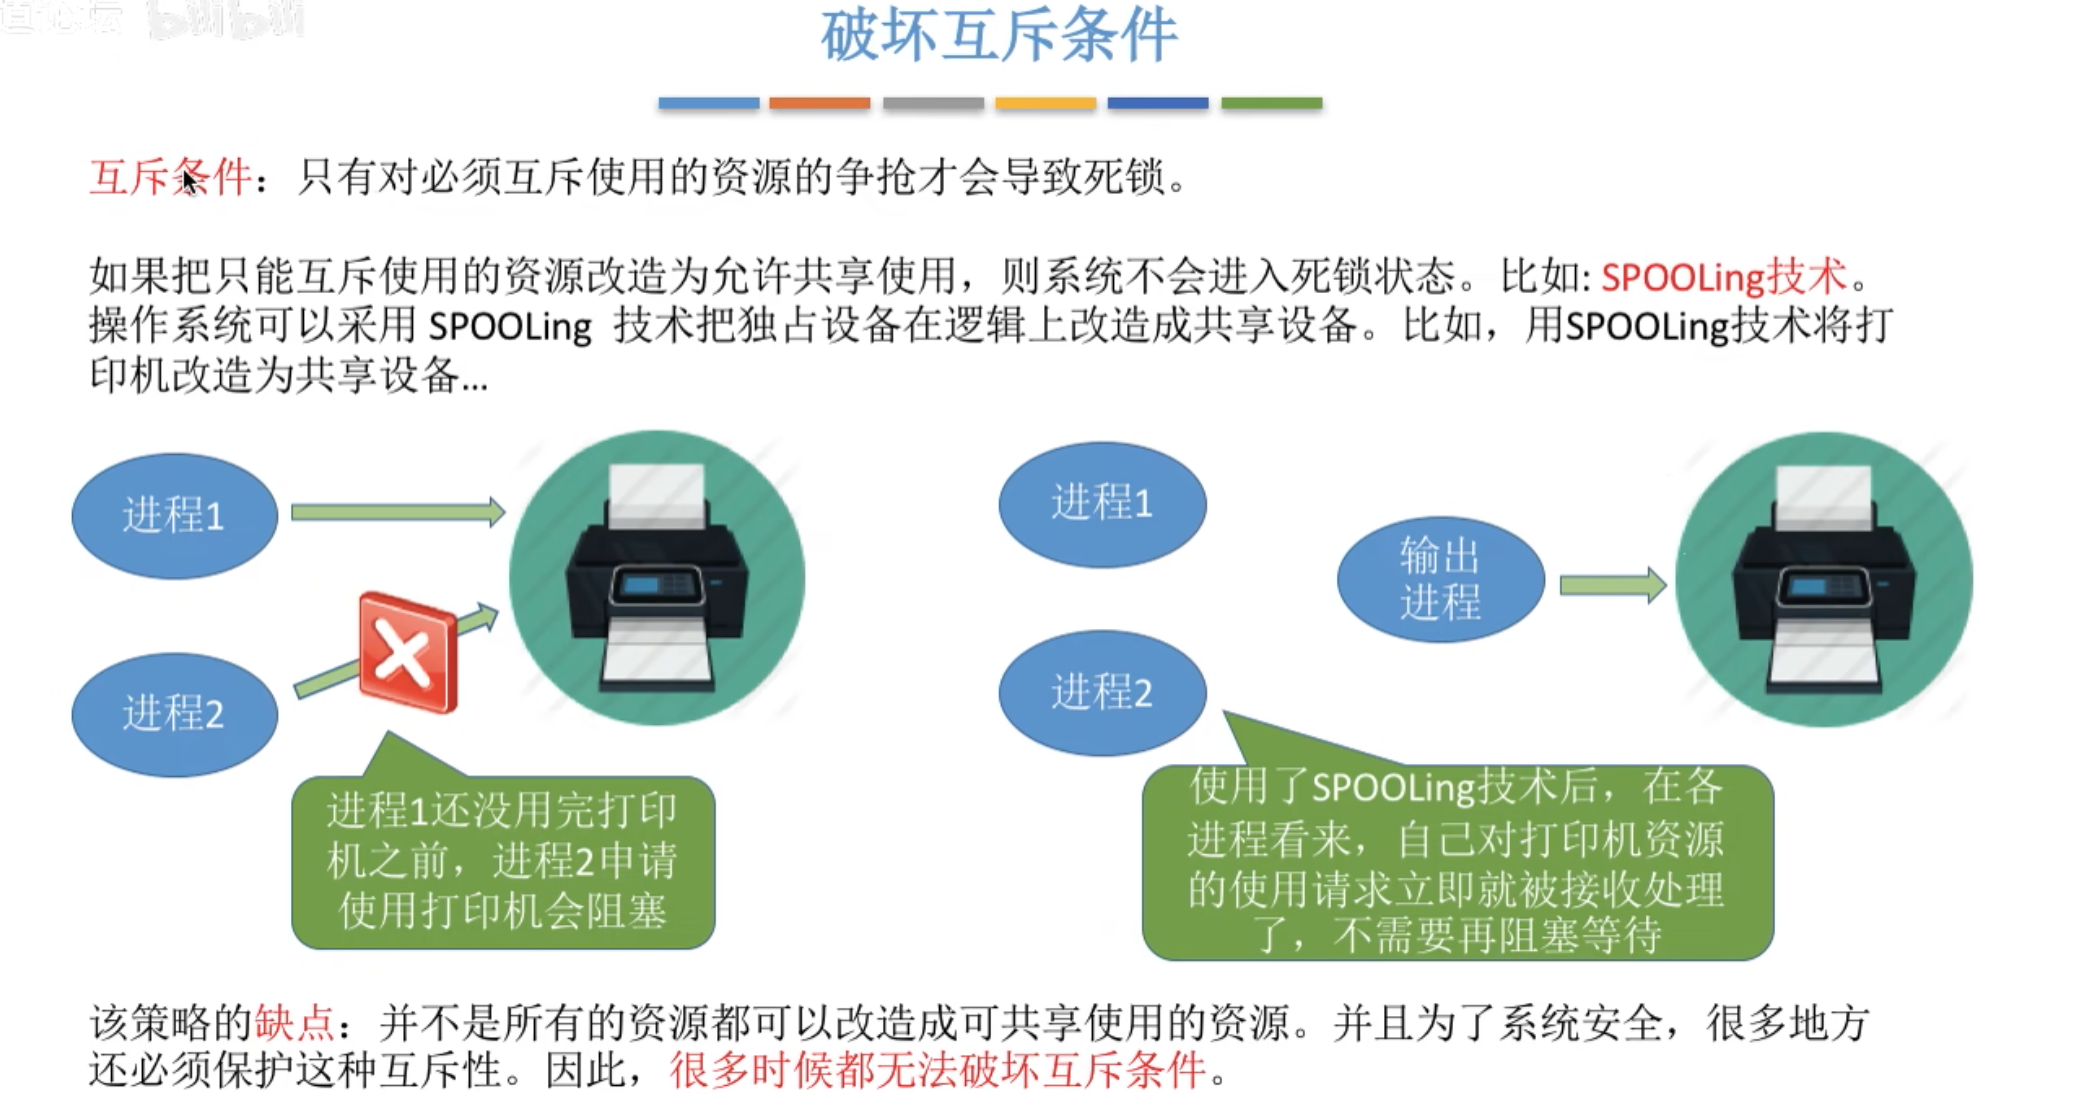 bilibili
破坏互斥条件
互斥条件：只有对必须互斥使用的资源的争抢才会导致死锁。
如果把只能互斥使用的资源改造为允许共享使用，则系统不会进入死锁状态。比如: SPOOLing技术。
操作系统可以采用 SPOOLing 技术把独占设备在逻辑上改造成共享设备。比如，用SPOOLing技术将打
印机改造为共享设备...
进程1
进程2
进程1还没用完打印
机之前，进程2申请
使用打印机会阻塞
进程1
进程2
输出
进程
使用了SPOOLing技术后，在各
进程看来，自己对打印机资源
的使用请求立即就被接收处理
了，不需要再阻塞等待
该策略的缺点：并不是所有的资源都可以改造成可共享使用的资源。并且为了系统安全，很多地方
还必须保护这种互斥性。因此，很多时候都无法破坏互斥条件。